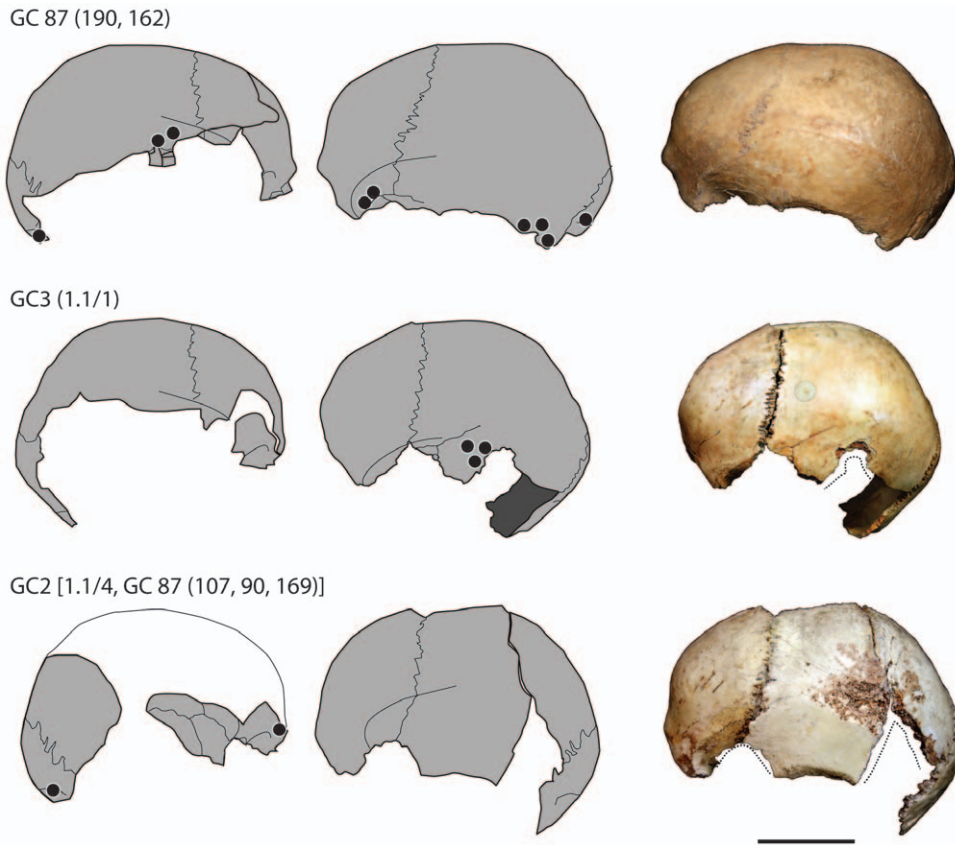 GC 87 (190, 162)
GC3 (1.1/1)
GC2 [1.1/4, GC 87 (107, 90, 169)]